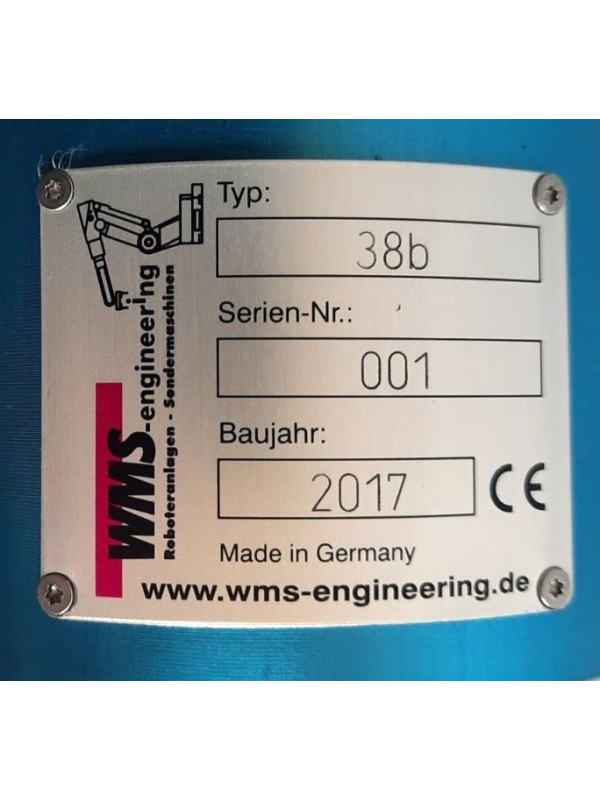 Typ:
38b
Serien-Nr.:
001
Baujahr:
2017
CE
Made in Germany
www.wms-engineering.de
WMS-engineering
Roboteranlagen - Sondermaschinen